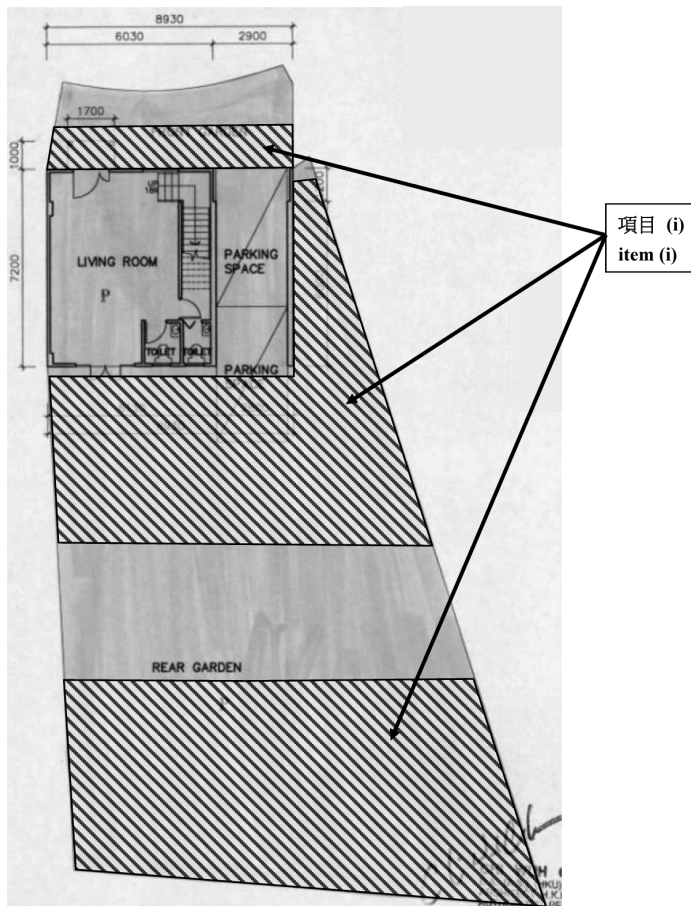 8930
6030
2900
1700
GARDEN
1000
7200
UP
LIVING ROOM
P
PARKING
SPACE
TOILET
TOILET
PARKING
REAR GARDEN
項目 (i)
item (i)